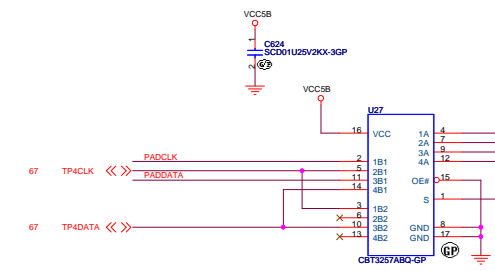 VCC5B
1
C624
SCD01U25V2KX-3GP
2 GP
VCC5B
U27
16 VCC 1A 4
2A 7
3A 9
PADCLK 2 1B1 4A 12
67 TP4CLK 5 2B1
PADDATA 11 3B1 OE# 15
14 4B1
S 1
3 1B2
6 2B2
67 TP4DATA 10 3B2 GND 8
13 4B2 GND 17
GP
CBT3257ABQ-GP